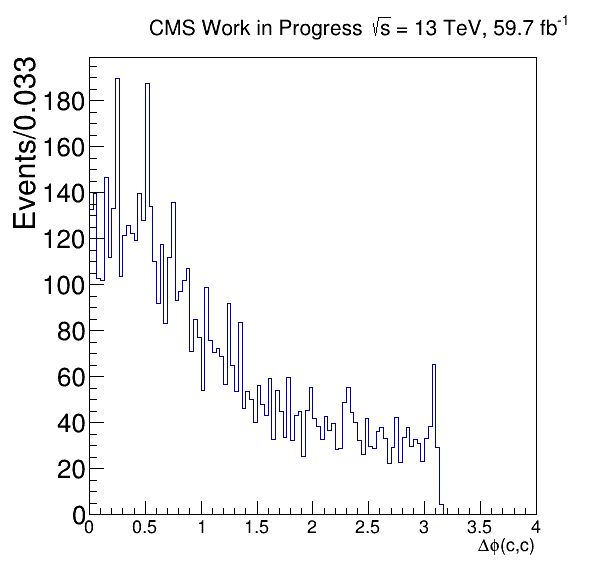 CMS Work in Progress √s = 13 TeV, 59.7 fb⁻¹
Events/0.033
180
160
140
120
100
80
60
40
20
0
0 0.5 1 1.5 2 2.5 3 3.5 4
Δϕ(c,c)